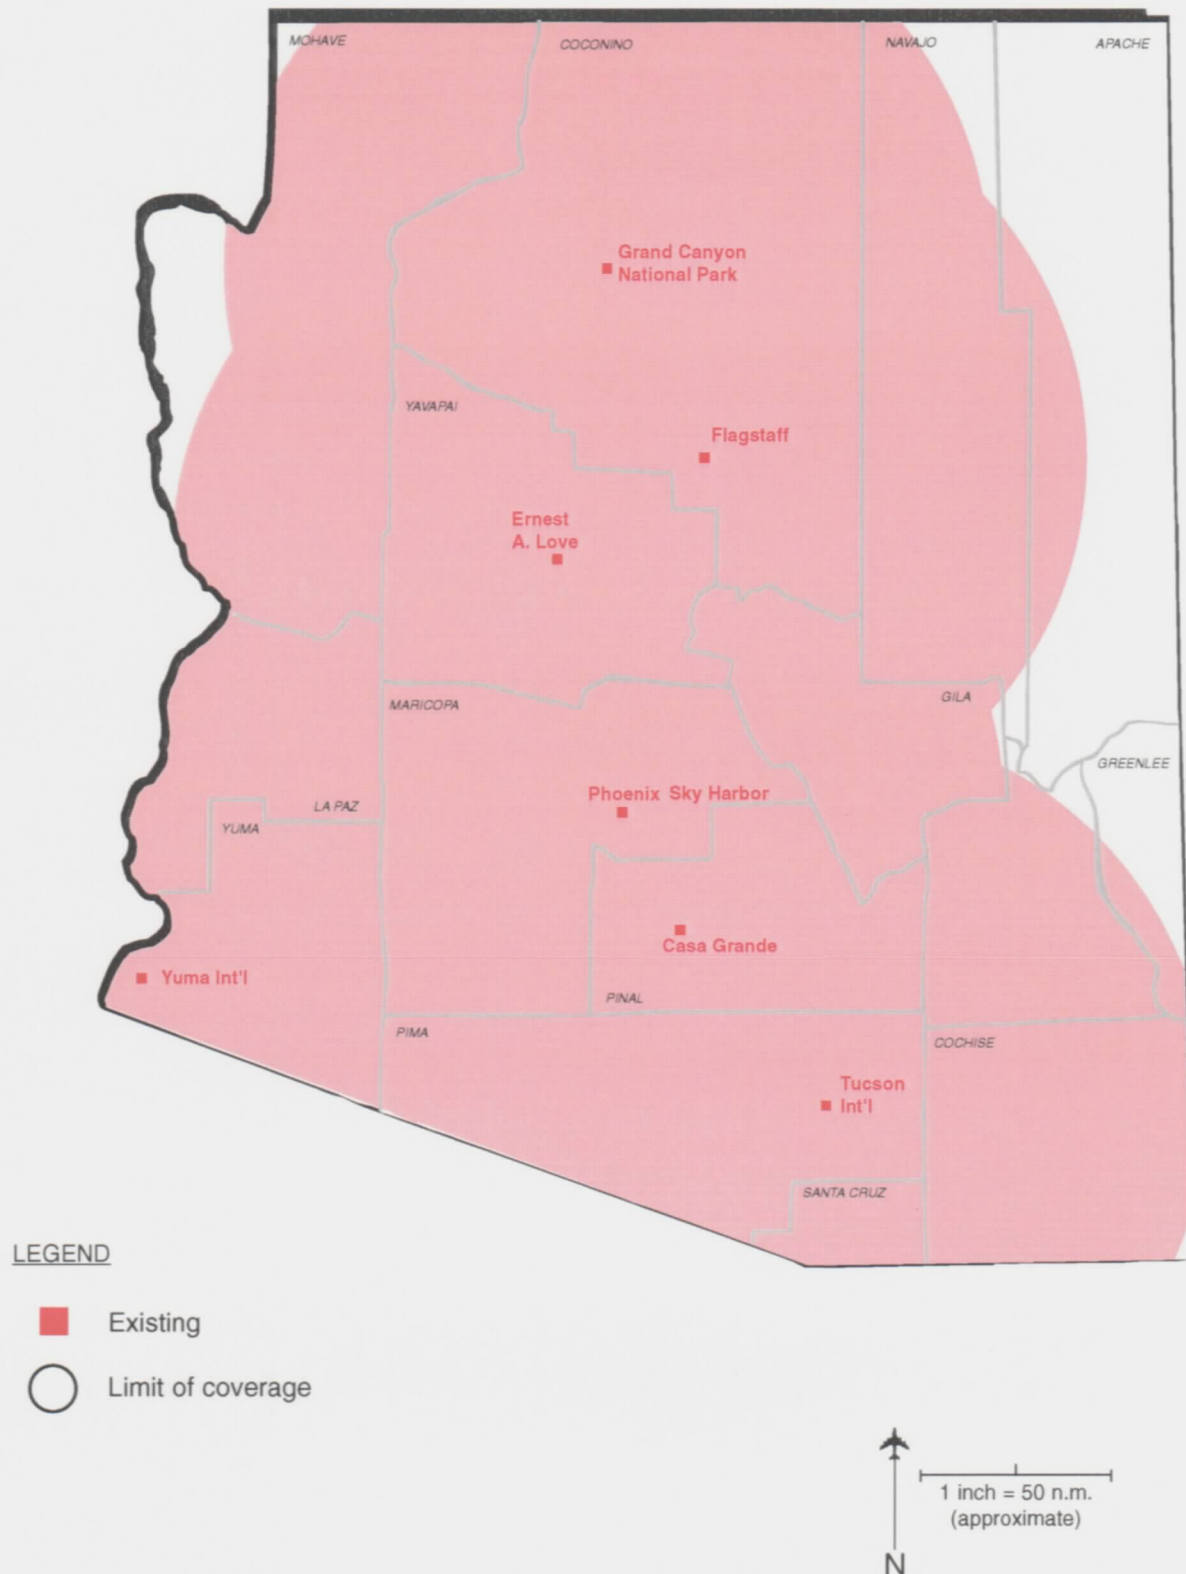 MOHAVE
COCONINO
NAVAJO
APACHE
Grand Canyon
National Park
YAVAPAI
Flagstaff
Ernest
A. Love
MARICOPA
GILA
GREENLEE
Phoenix Sky Harbor
LA PAZ
YUMA
Casa Grande
Yuma Int'l
PINAL
PIMA
COCHISE
Tucson
Int'l
SANTA CRUZ
LEGEND
Existing
Limit of coverage
1 inch = 50 n.m.
(approximate)
N